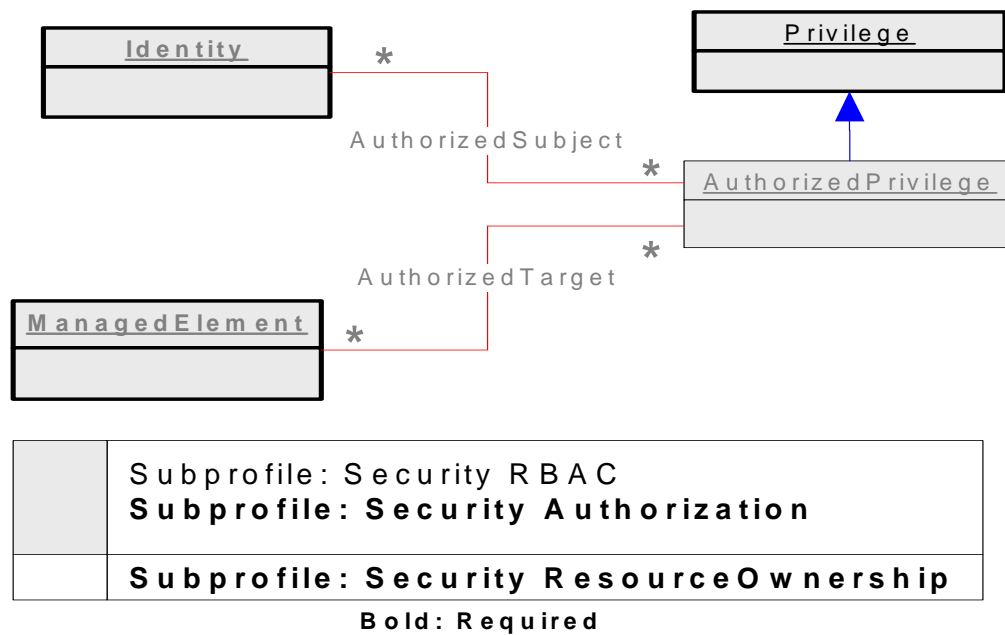 Identity
*
Privilege
AuthorizedSubject
*
AuthorizedPrivilege
*
AuthorizedTarget
ManagedElement
*
Subprofile: Security RBAC
Subprofile: Security Authorization
Subprofile: Security ResourceOwnership
Bold: Required